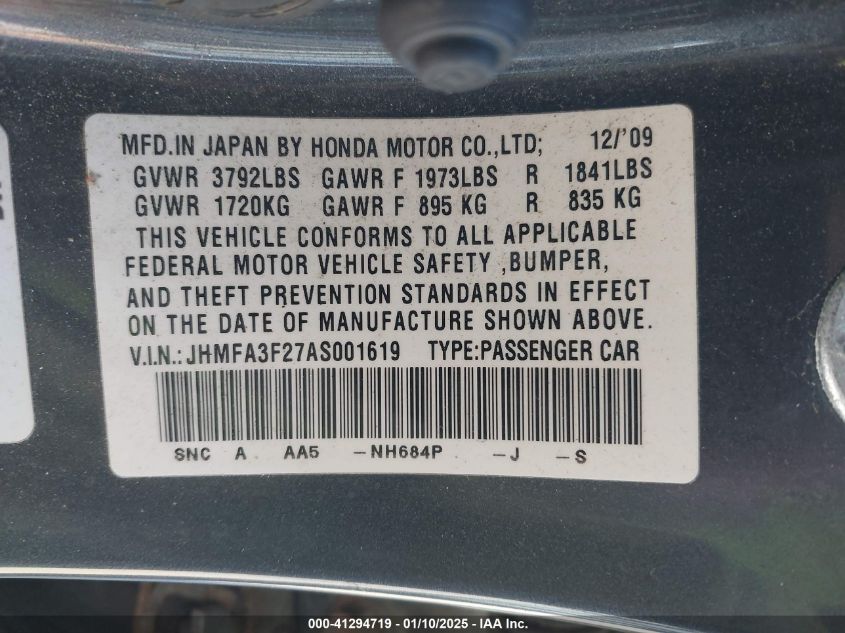 MFD.IN JAPAN BY HONDA MOTOR CO.,LTD; 12/'09
GVWR 3792LBS GAWR F 1973LBS R 1841LBS
GVWR 1720KG GAWR F 895 KG R 835 KG
THIS VEHICLE CONFORMS TO ALL APPLICABLE
FEDERAL MOTOR VEHICLE SAFETY ,BUMPER,
AND THEFT PREVENTION STANDARDS IN EFFECT
ON THE DATE OF MANUFACTURE SHOWN ABOVE.
V.I.N.: JHMFA3F27AS001619 TYPE:PASSENGER CAR
SNC A AA5 -NH684P -J -S
000-41294719 - 01/10/2025 - IAA Inc.